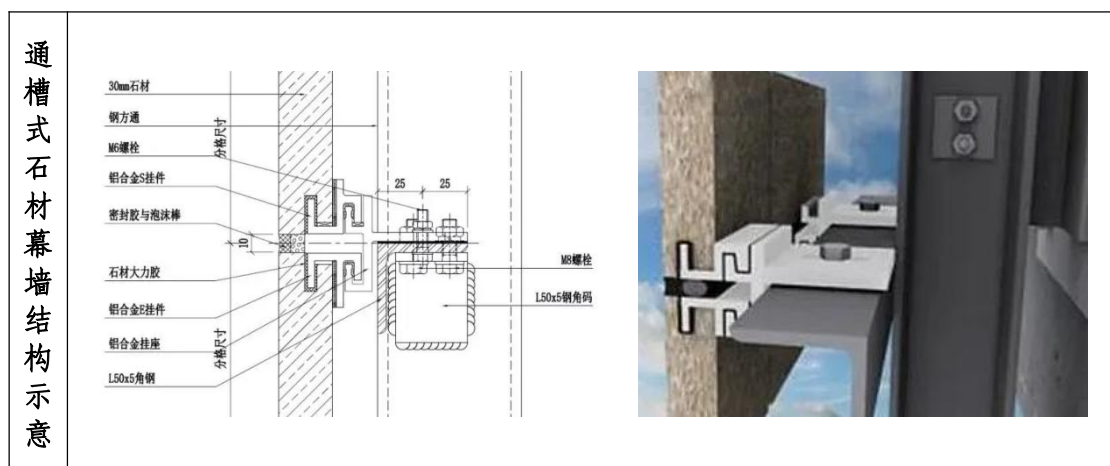 通槽式石材幕墙结构示意
30mm石材
钢方通
M6螺栓
铝合金S挂件
密封胶与泡沫棒
石材大力胶
铝合金E挂件
铝合金挂座
L50x5角钢
分格尺寸
分格尺寸
10
25
25
M8螺栓
L50x5钢角码